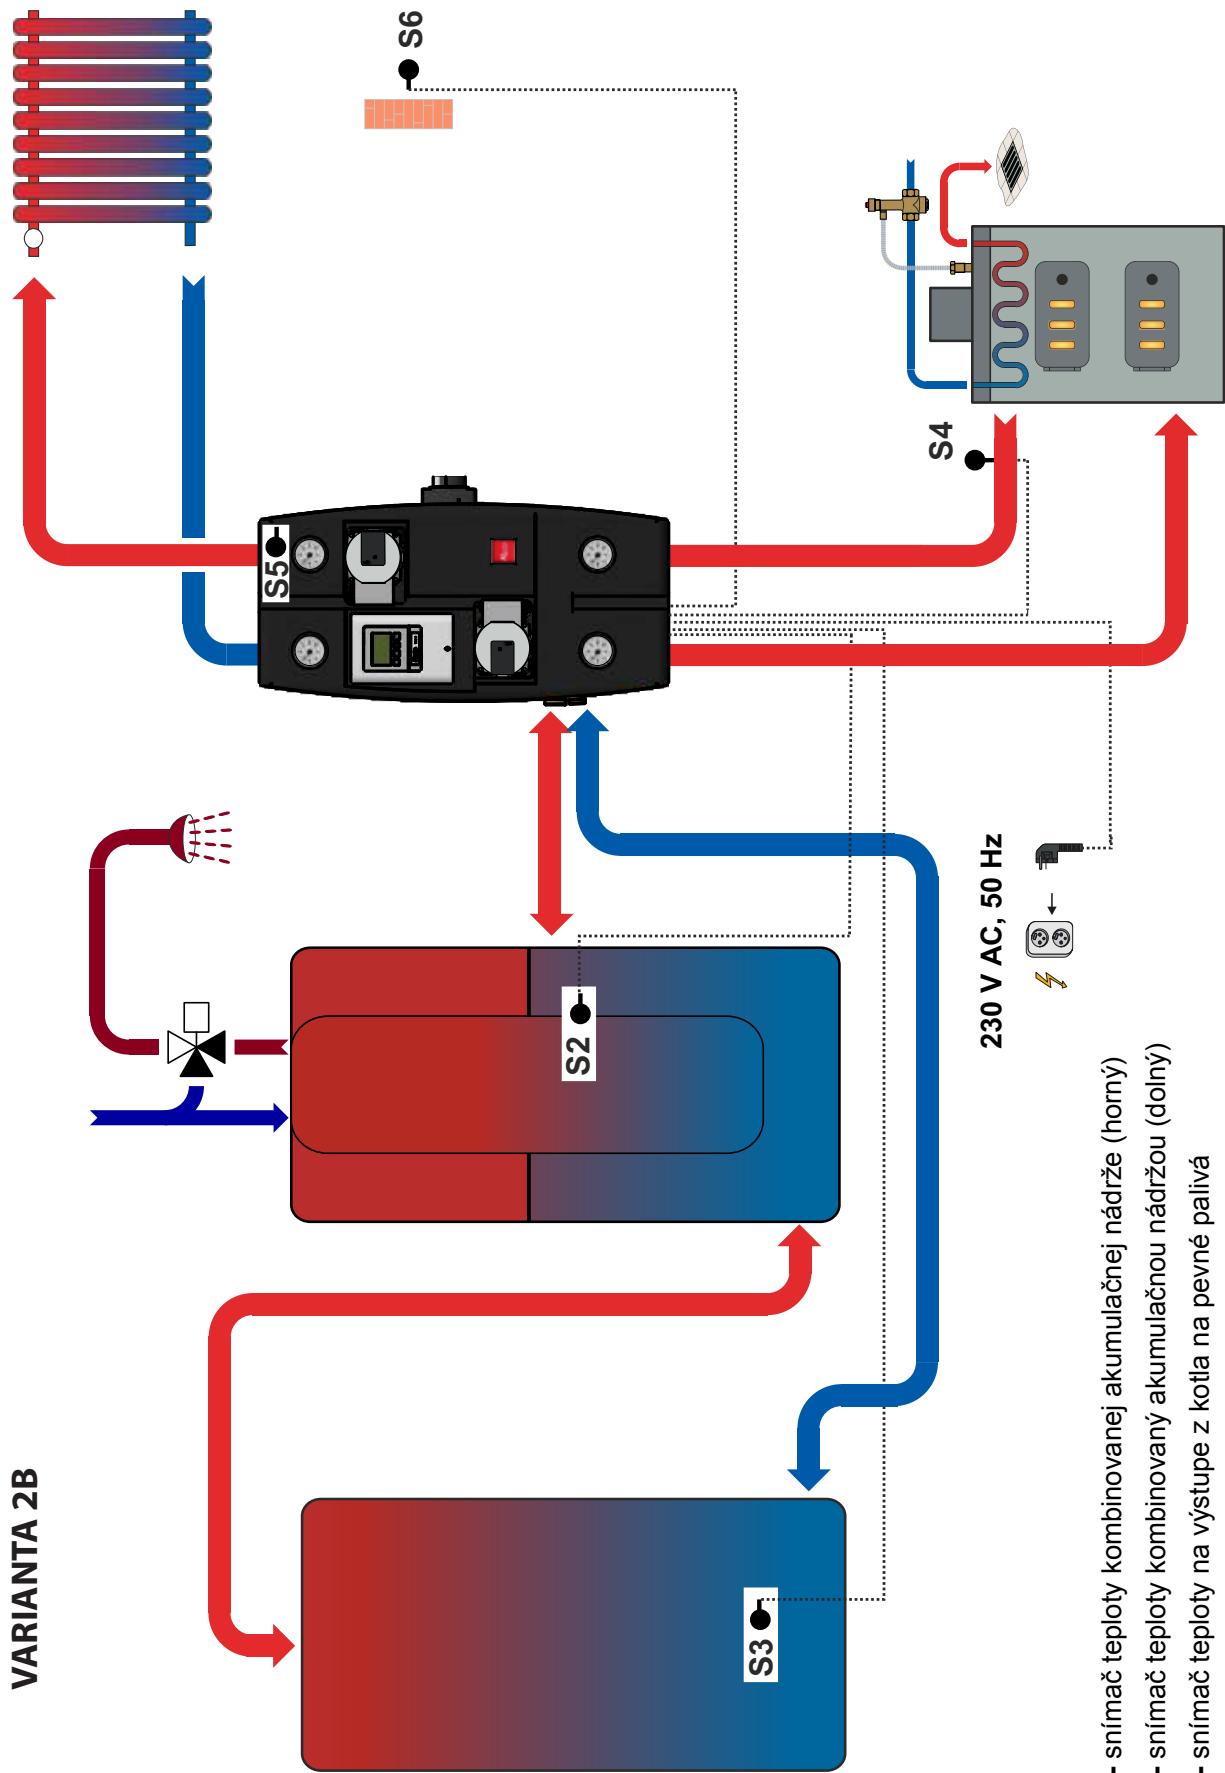 VARIANTA 2B
S3
S2
S5
S6
S4
230 V AC, 50 Hz
- snímač teploty kombinovanej akumulačnej nádrže (horný)
- snímač teploty kombinovaný akumulačnou nádržou (dolný)
- snímač teploty na výstupe z kotla na pevné palivá